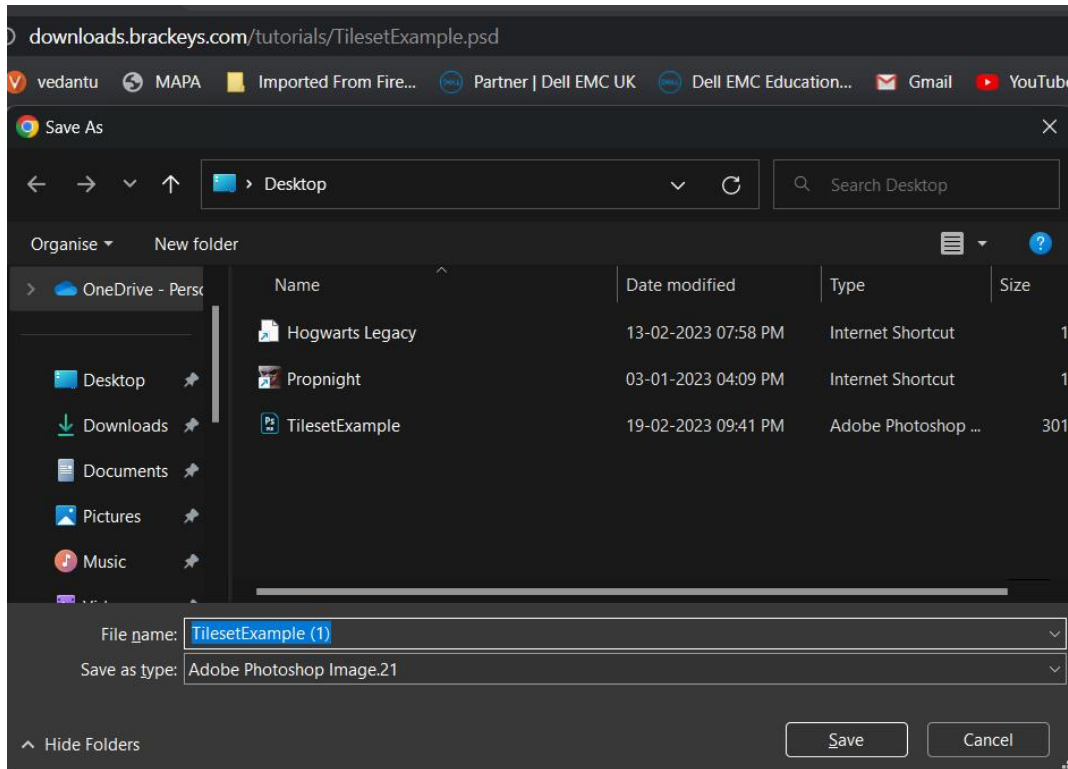 downloads.brackeys.com/tutorials/TilesetExample.psd
vedantu MAPA Imported From Fire... Partner | Dell EMC UK Dell EMC Education... Gmail YouTube
Save As
Desktop Search Desktop
Organise New folder
OneDrive - Perso Name Date modified Type Size
Hogwarts Legacy 13-02-2023 07:58 PM Internet Shortcut 1
Desktop Propnight 03-01-2023 04:09 PM Internet Shortcut 1
Downloads TilesetExample 19-02-2023 09:41 PM Adobe Photoshop ... 301
Documents
Pictures
Music
File name: TilesetExample (1)
Save as type: Adobe Photoshop Image.21
Hide Folders Save Cancel